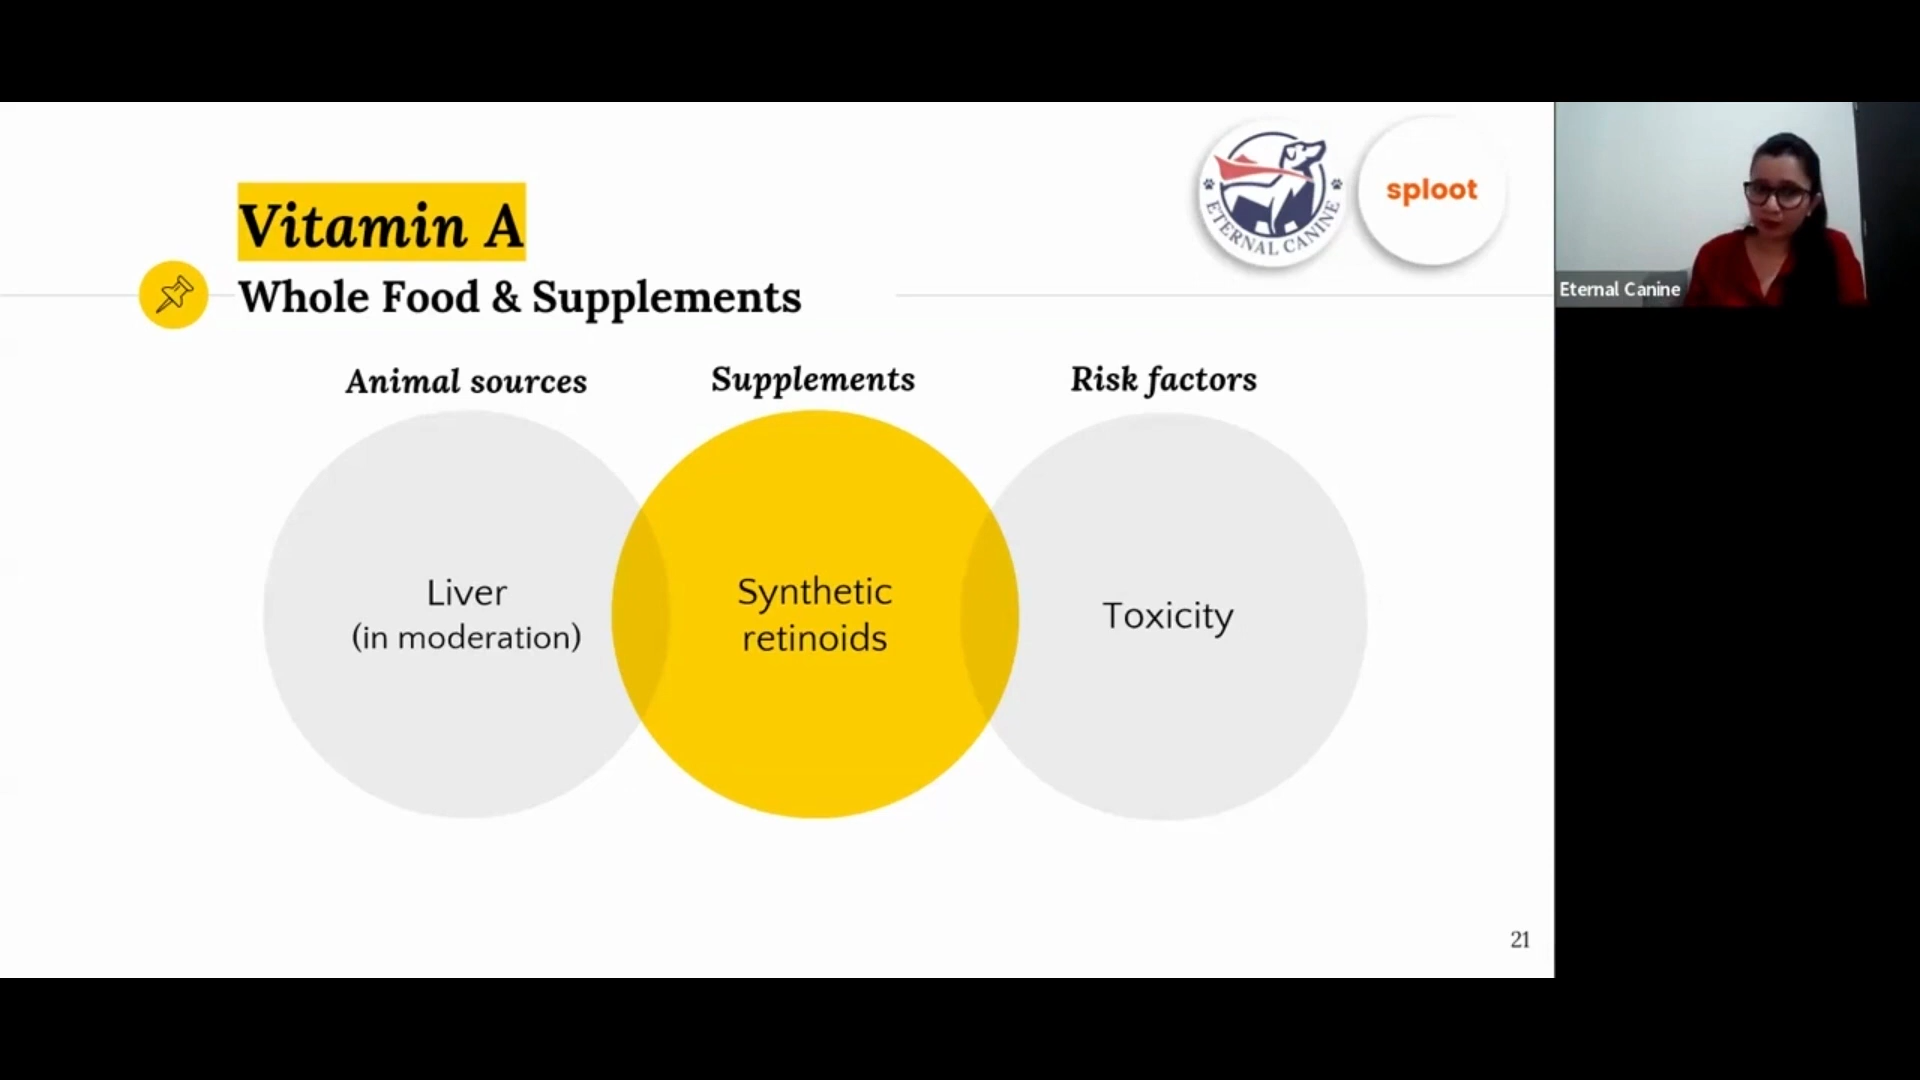 Vitamin A
Whole Food & Supplements
ETERNAL CANINE
sploot
Eternal Canine
Animal sources
Supplements
Risk factors
Liver
(in moderation)
Synthetic
retinoids
Toxicity
21